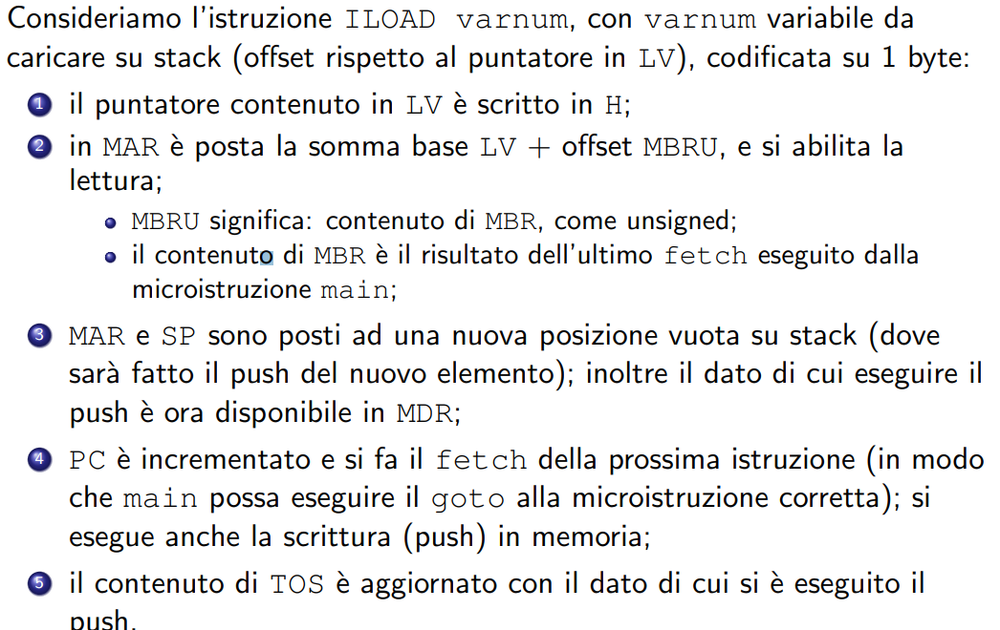 Consideriamo l'istruzione ILOAD varnum, con varnum variabile da
caricare su stack (offset rispetto al puntatore in LV), codificata su 1 byte:
1 il puntatore contenuto in LV è scritto in H;
2 in MAR è posta la somma base LV + offset MBRU, e si abilita la
lettura;
• MBRU significa: contenuto di MBR, come unsigned;
• il contenuto di MBR è il risultato dell'ultimo fetch eseguito dalla
microistruzione main;
3 MAR e SP sono posti ad una nuova posizione vuota su stack (dove
sarà fatto il push del nuovo elemento); inoltre il dato di cui eseguire il
push è ora disponibile in MDR;
4 PC è incrementato e si fa il fetch della prossima istruzione (in modo
che main possa eseguire il goto alla microistruzione corretta); si
esegue anche la scrittura (push) in memoria;
5 il contenuto di TOS è aggiornato con il dato di cui si è eseguito il
push.